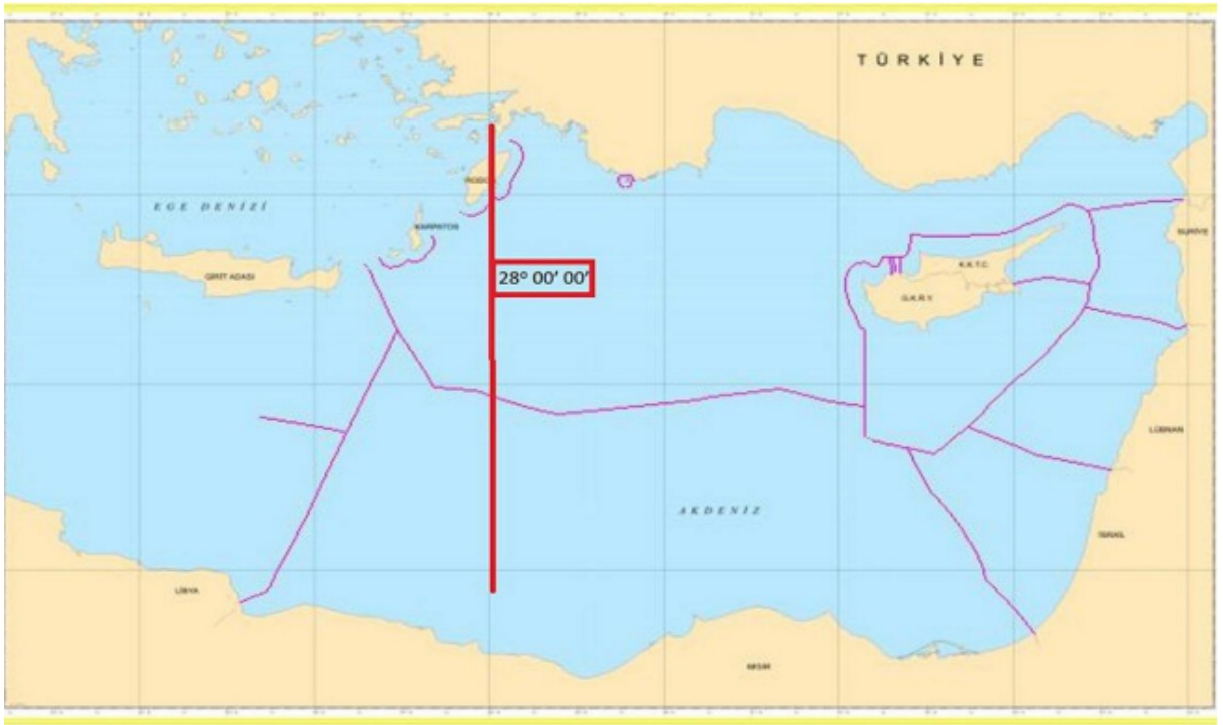 TÜRKİYE
RODOS
EGE DENİZİ
KARPATOS
SURİYE
GİRİT ADASI
28⁰ 00’ 00’
K.K.T.C.
G.K.R.Y.
LÜBNAN
AKDENİZ
İSRAİL
LİBYA
MISIR